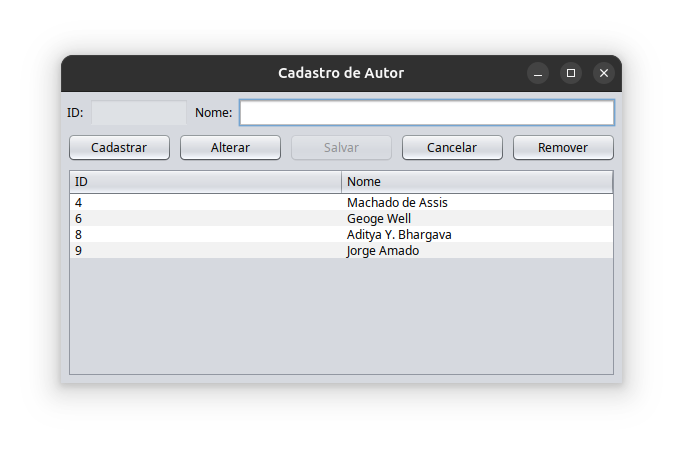 Cadastro de Autor
ID: Nome:
Cadastrar Alterar Salvar Cancelar Remover
ID Nome
4 Machado de Assis
6 Geoge Well
8 Aditya Y. Bhargava
9 Jorge Amado